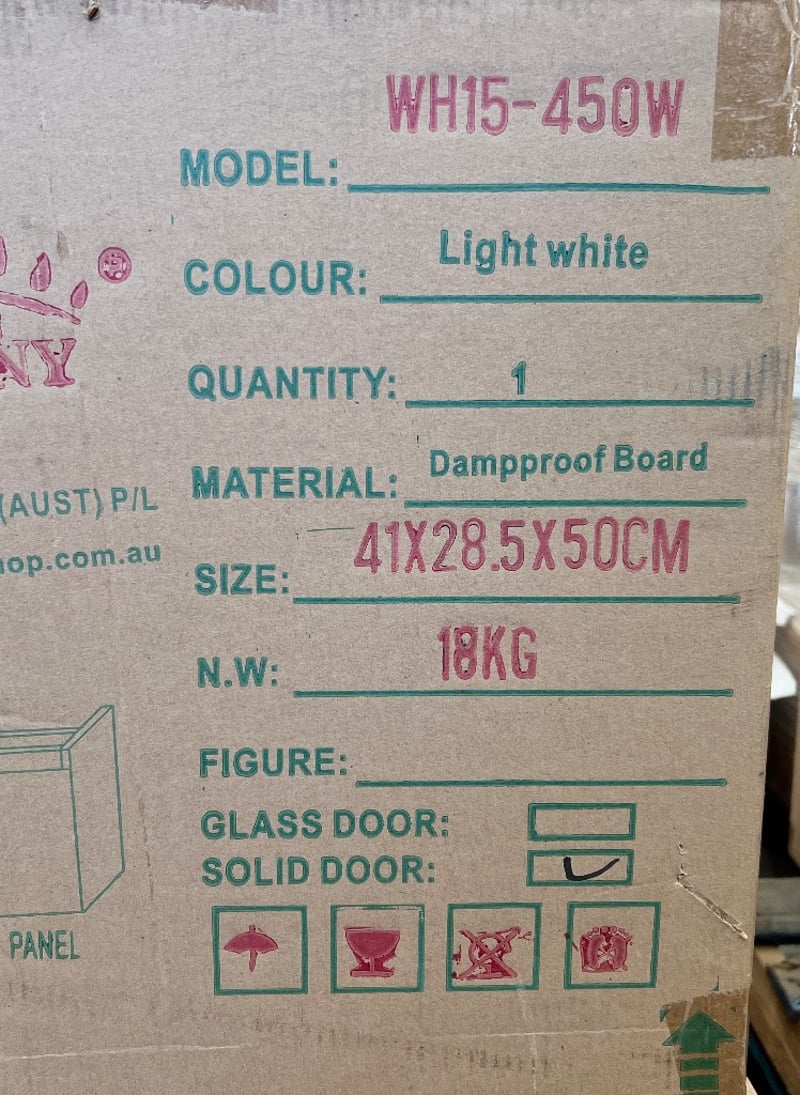 WH15-450W
MODEL:
Light white
COLOUR:
NY
QUANTITY: 1
MATERIAL: Dampproof Board
(AUST) P/L
op.com.au
SIZE: 41X28.5X50CM
N.W: 18KG
FIGURE:
GLASS DOOR:
SOLID DOOR:
PANEL